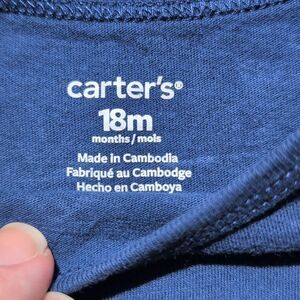 carter's®
18m
months / mois
Made in Cambodia
Fabriqué au Cambodge
Hecho en Camboya